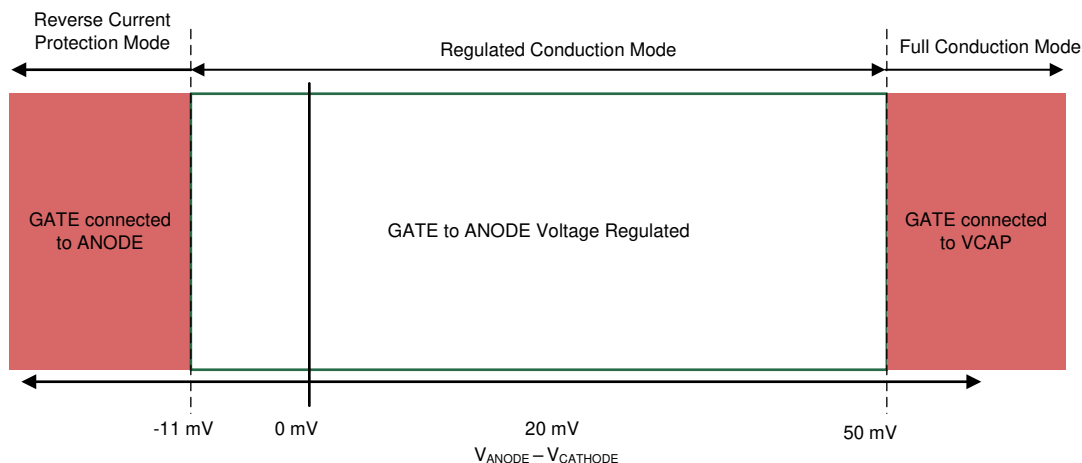 Reverse Current
Protection Mode
Regulated Conduction Mode
Full Conduction Mode
GATE connected
to ANODE
GATE to ANODE Voltage Regulated
GATE connected
to VCAP
-11 mV
0 mV
20 mV
50 mV
VANODE – VCATHODE